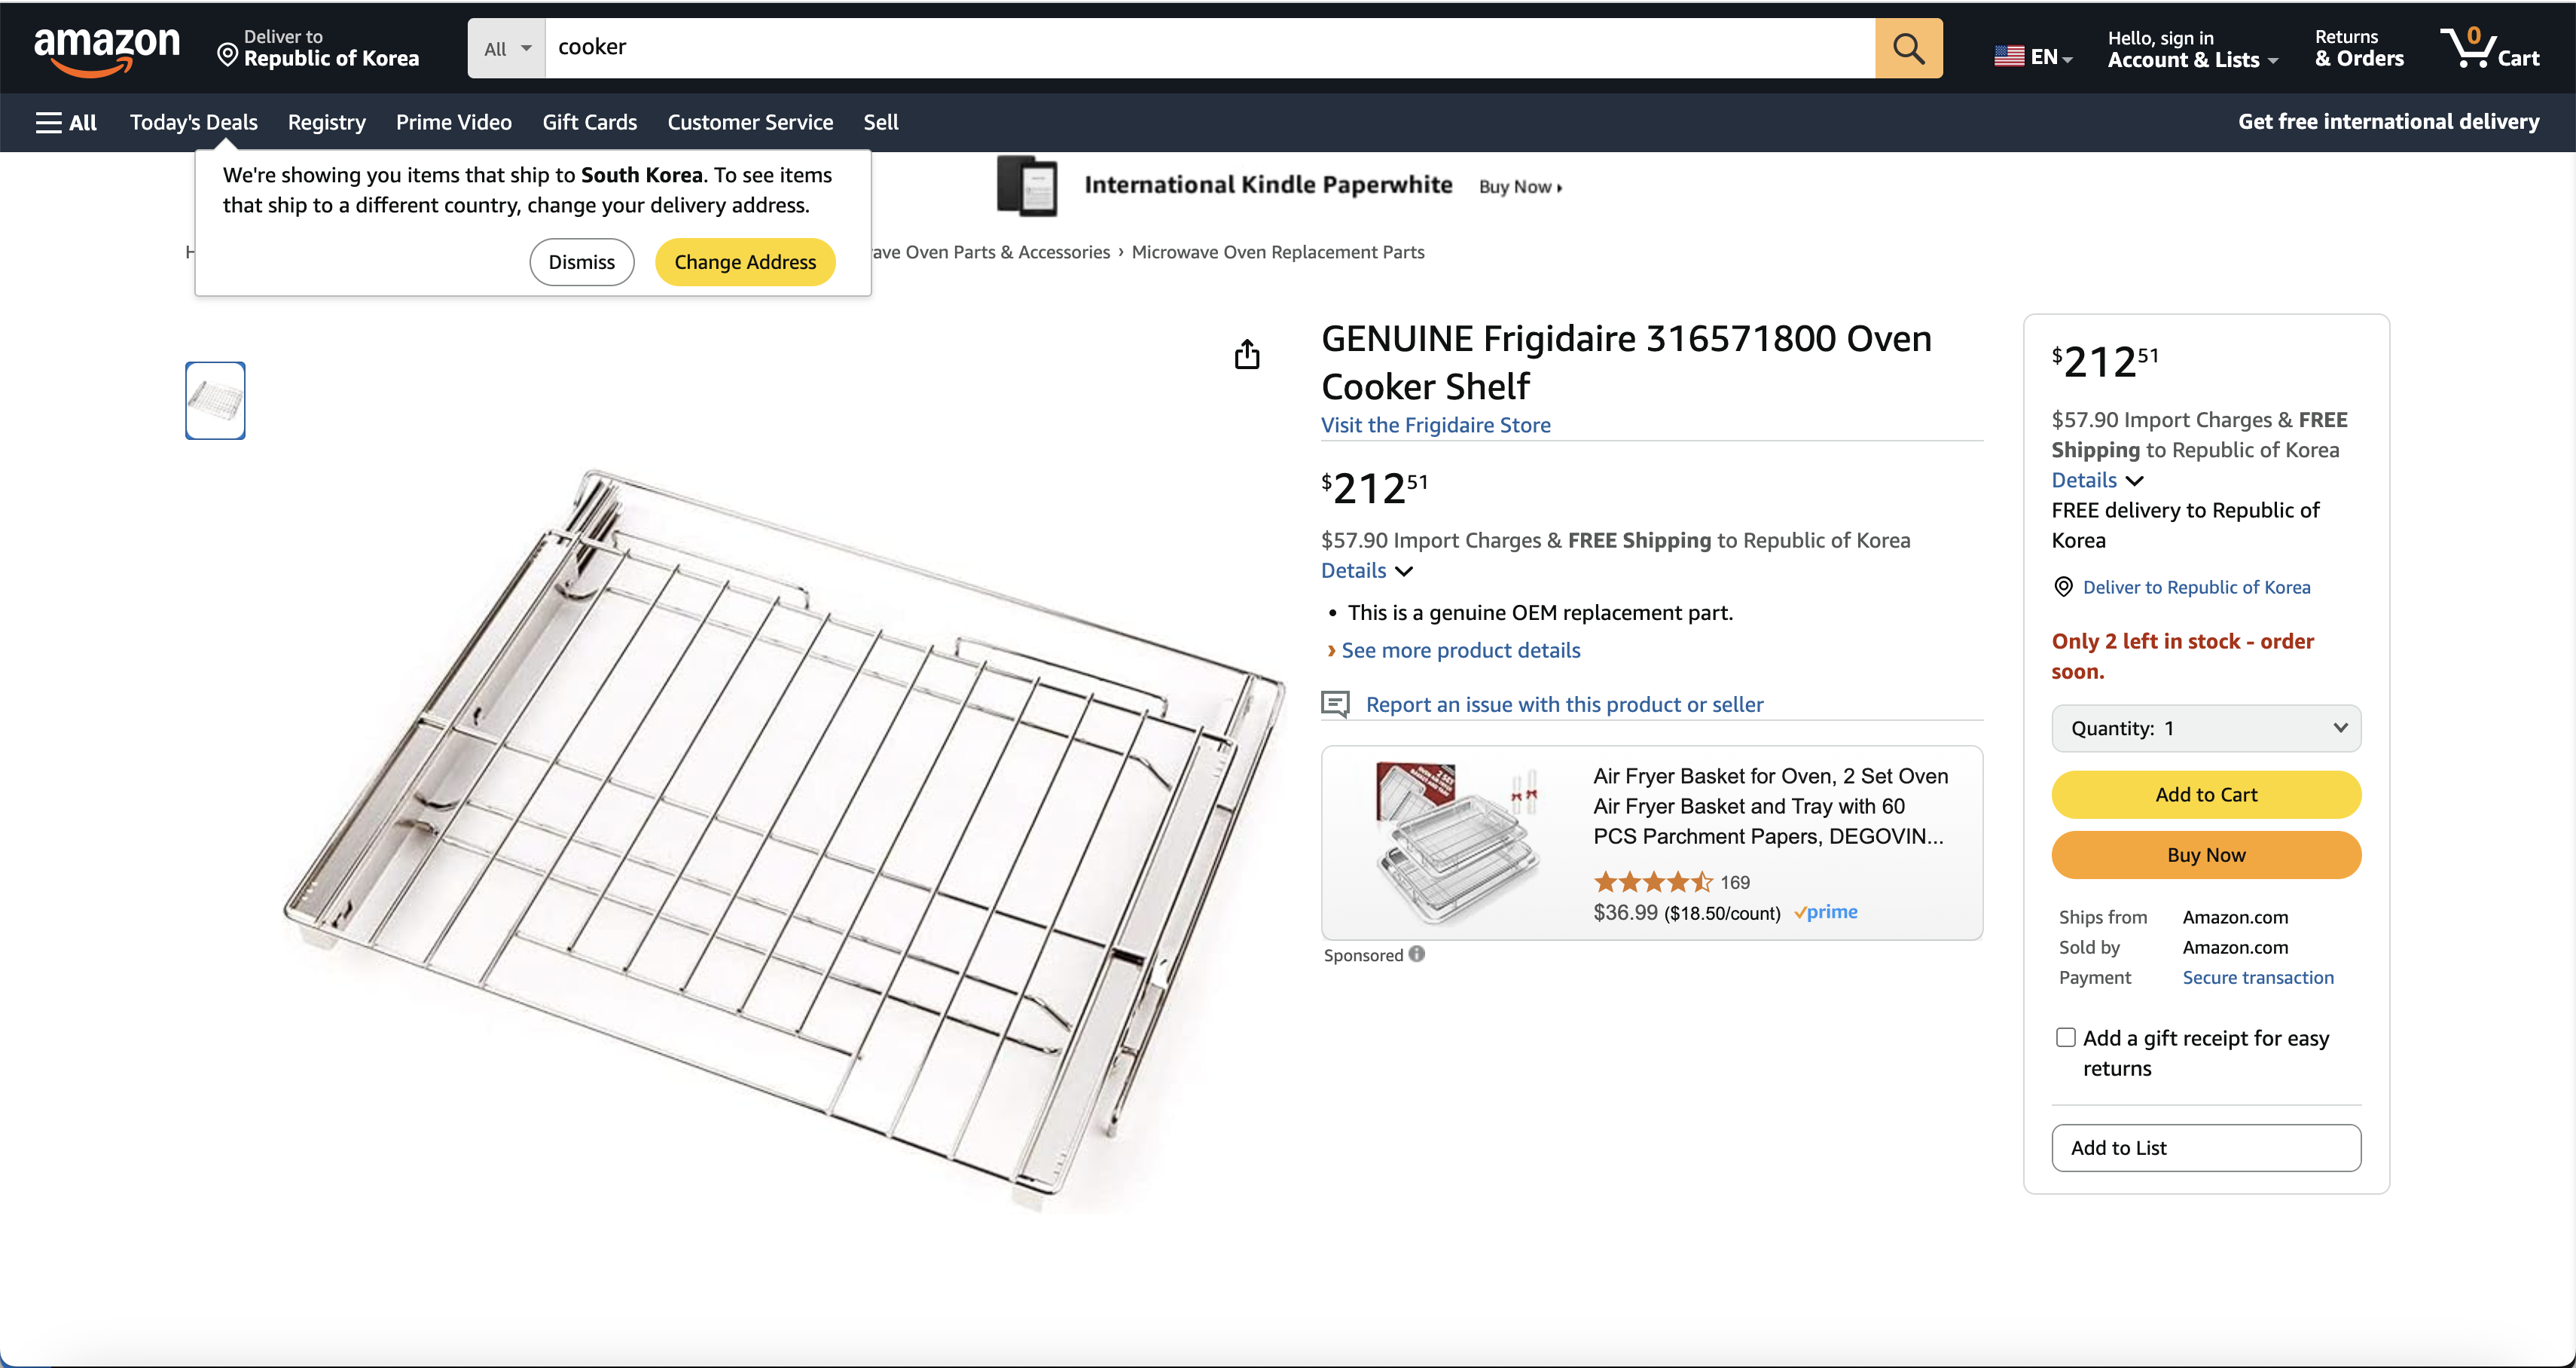 amazon
Deliver to
Republic of Korea
All
cooker
EN
Hello, sign in
Account & Lists
Returns
& Orders
0
Cart
All
Today's Deals
Registry
Prime Video
Gift Cards
Customer Service
Sell
Get free international delivery
We're showing you items that ship to South Korea. To see items
that ship to a different country, change your delivery address.
Dismiss
Change Address
International Kindle Paperwhite
Buy Now
Oven Parts & Accessories › Microwave Oven Replacement Parts
GENUINE Frigidaire 316571800 Oven
Cooker Shelf
Visit the Frigidaire Store
$212 51
$57.90 Import Charges & FREE Shipping to Republic of Korea
Details
• This is a genuine OEM replacement part.
› See more product details
Report an issue with this product or seller
Air Fryer Basket for Oven, 2 Set Oven
Air Fryer Basket and Tray with 60
PCS Parchment Papers, DEGOVIN...
169
$36.99 ($18.50/count) prime
Sponsored
$212 51
$57.90 Import Charges & FREE
Shipping to Republic of Korea
Details
FREE delivery to Republic of
Korea
Deliver to Republic of Korea
Only 2 left in stock - order
soon.
Quantity: 1
Add to Cart
Buy Now
Ships from Amazon.com
Sold by Amazon.com
Payment Secure transaction
Add a gift receipt for easy
returns
Add to List